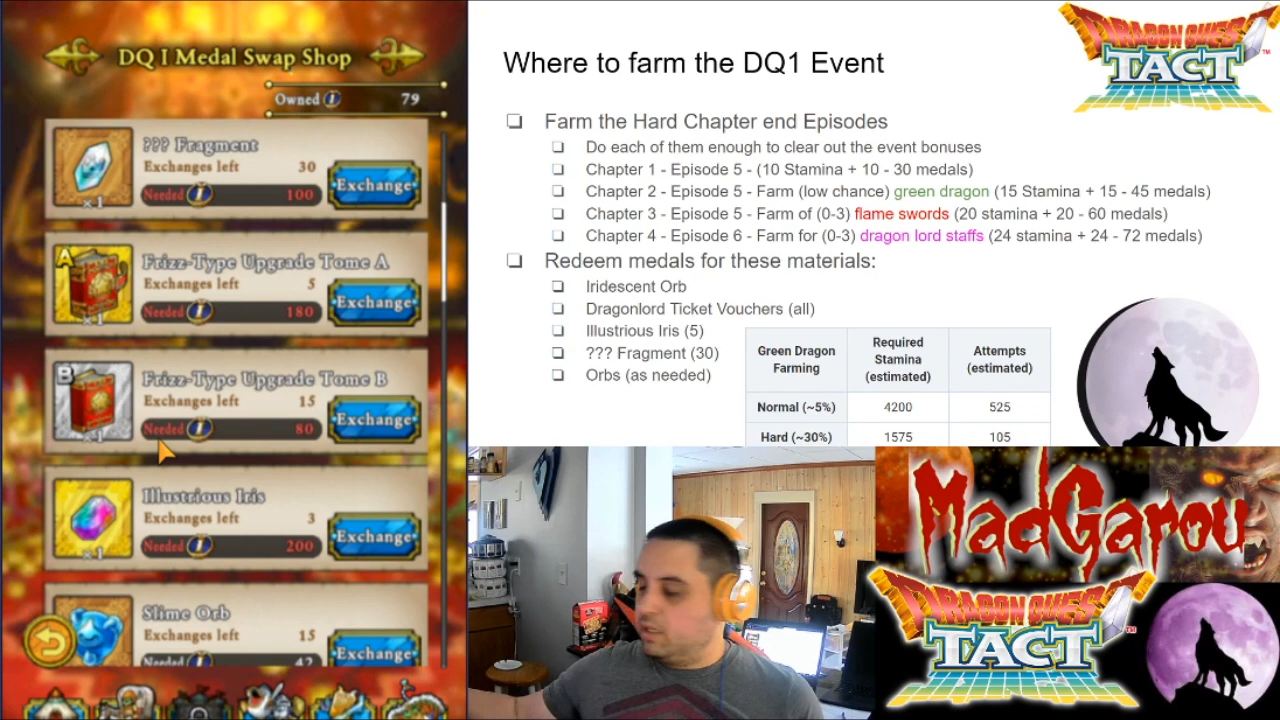 DQ I Medal Swap Shop
Owned 79
??? Fragment
Exchanges left 30
Needed 100
Exchange
×1
Frizz-Type Upgrade Tome A
Exchanges left 5
Needed 180
Exchange
A
×1
Frizz-Type Upgrade Tome B
Exchanges left 15
Needed 80
Exchange
B
×1
Illustrious Iris
Exchanges left 3
Needed 200
Exchange
×1
Slime Orb
Exchanges left 15
Needed 42
Exchange
Where to farm the DQ1 Event
Farm the Hard Chapter end Episodes
Do each of them enough to clear out the event bonuses
Chapter 1 - Episode 5 - (10 Stamina + 10 - 30 medals)
Chapter 2 - Episode 5 - Farm (low chance) green dragon (15 Stamina + 15 - 45 medals)
Chapter 3 - Episode 5 - Farm of (0-3) flame swords (20 stamina + 20 - 60 medals)
Chapter 4 - Episode 6 - Farm for (0-3) dragon lord staffs (24 stamina + 24 - 72 medals)
Redeem medals for these materials:
Iridescent Orb
Dragonlord Ticket Vouchers (all)
Illustrious Iris (5)
??? Fragment (30)
Orbs (as needed)
Green Dragon Farming Required Stamina (estimated) Attempts (estimated)
Normal (~5%) 4200 525
Hard (~30%) 1575 105
DRAGON QUEST
TACT
TM
MadGarou
DRAGON QUEST
TACT
TM